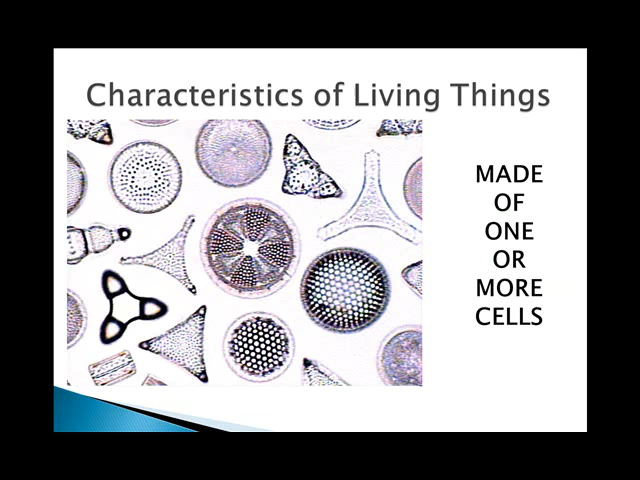 Characteristics of Living Things
MADE
OF
ONE
OR
MORE
CELLS